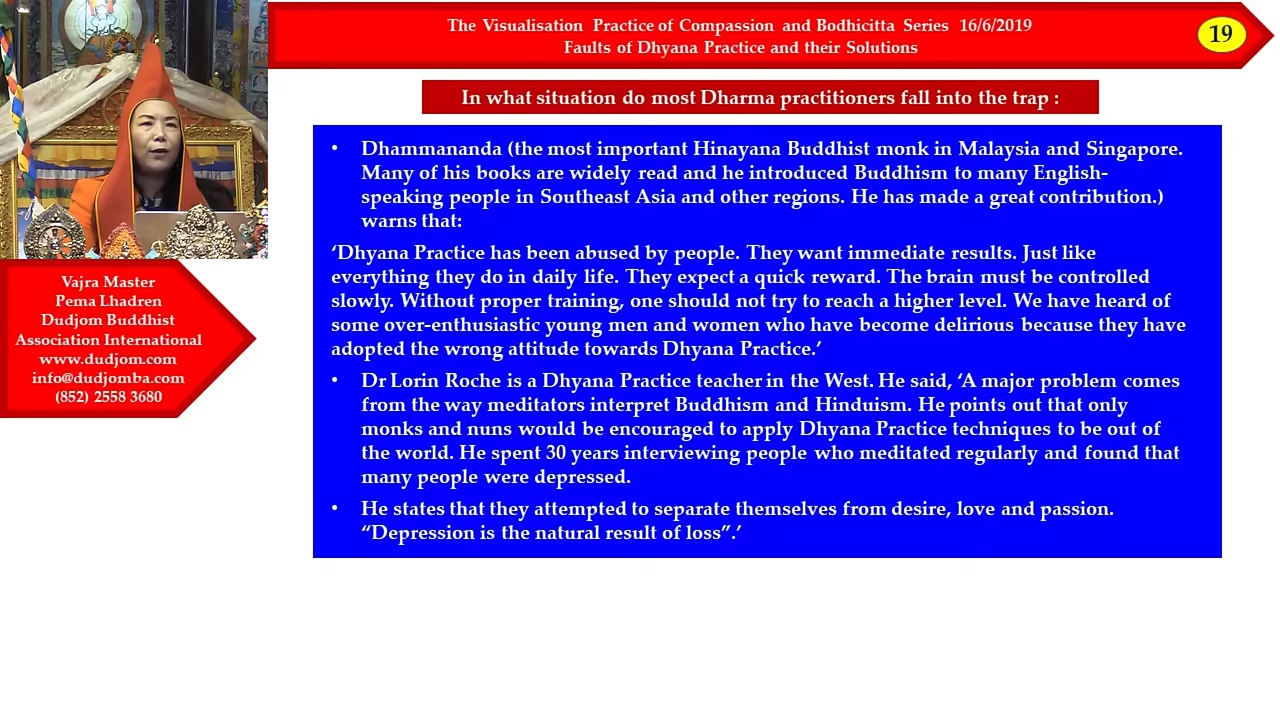 The Visualisation Practice of Compassion and Bodhicitta Series 16/6/2019
Faults of Dhyana Practice and their Solutions
19
In what situation do most Dharma practitioners fall into the trap :
• Dhammananda (the most important Hinayana Buddhist monk in Malaysia and Singapore.
Many of his books are widely read and he introduced Buddhism to many English-
speaking people in Southeast Asia and other regions. He has made a great contribution.)
warns that:
‘Dhyana Practice has been abused by people. They want immediate results. Just like
everything they do in daily life. They expect a quick reward. The brain must be controlled
slowly. Without proper training, one should not try to reach a higher level. We have heard of
some over-enthusiastic young men and women who have become delirious because they have
adopted the wrong attitude towards Dhyana Practice.’
• Dr Lorin Roche is a Dhyana Practice teacher in the West. He said, ‘A major problem comes
from the way meditators interpret Buddhism and Hinduism. He points out that only
monks and nuns would be encouraged to apply Dhyana Practice techniques to be out of
the world. He spent 30 years interviewing people who meditated regularly and found that
many people were depressed.
• He states that they attempted to separate themselves from desire, love and passion.
“Depression is the natural result of loss”.’
Vajra Master
Pema Lhadren
Dudjom Buddhist
Association International
www.dudjom.com
info@dudjomba.com
(852) 2558 3680